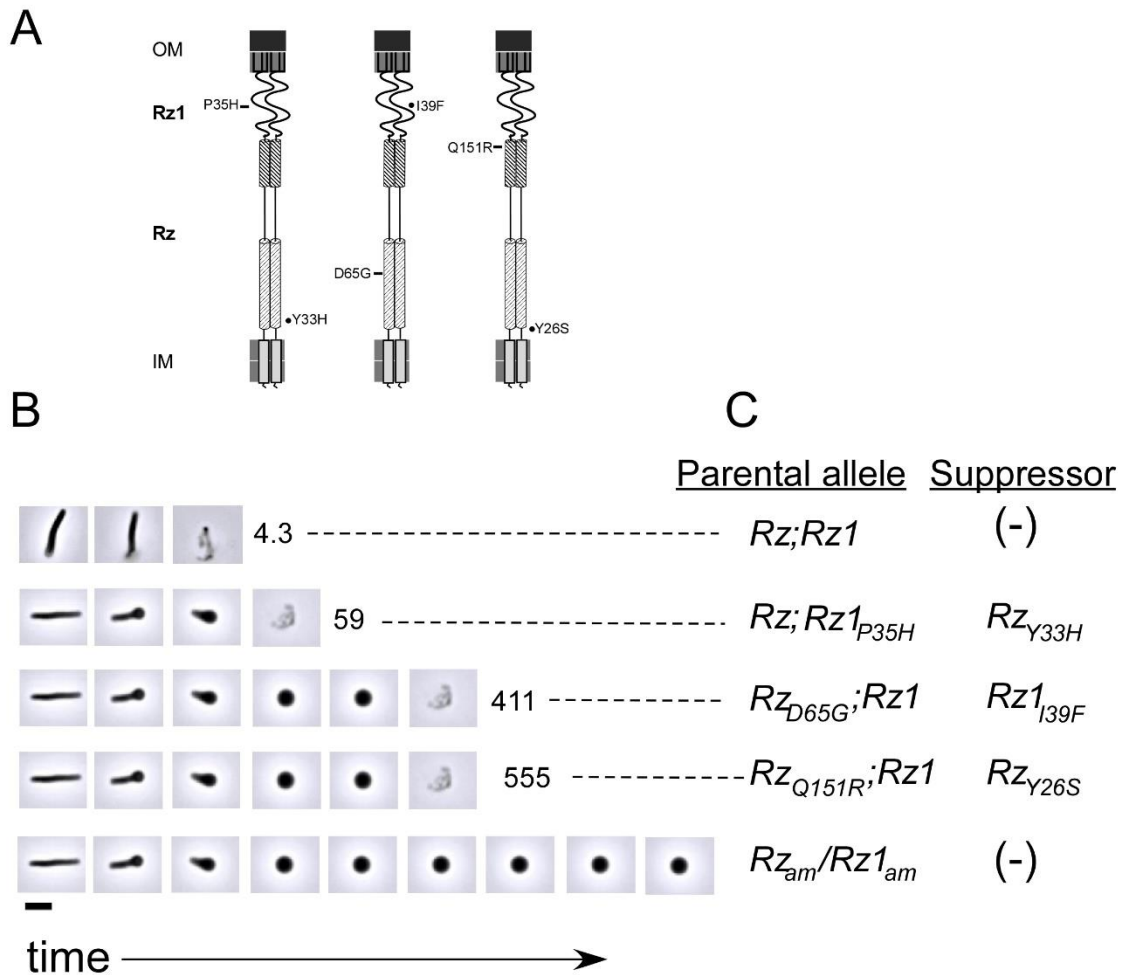 A
OM
P35H
Rz1
I39F
Q151R
Rz
D65G
Y33H
Y26S
IM
B
C
Parental allele Suppressor
4.3 Rz;Rz1 (-)
59 Rz;Rz1P35H RzY33H
411 RzD65G;Rz1 Rz1I39F
555 RzQ151R;Rz1 RzY26S
Rzam/Rz1am (-)
time